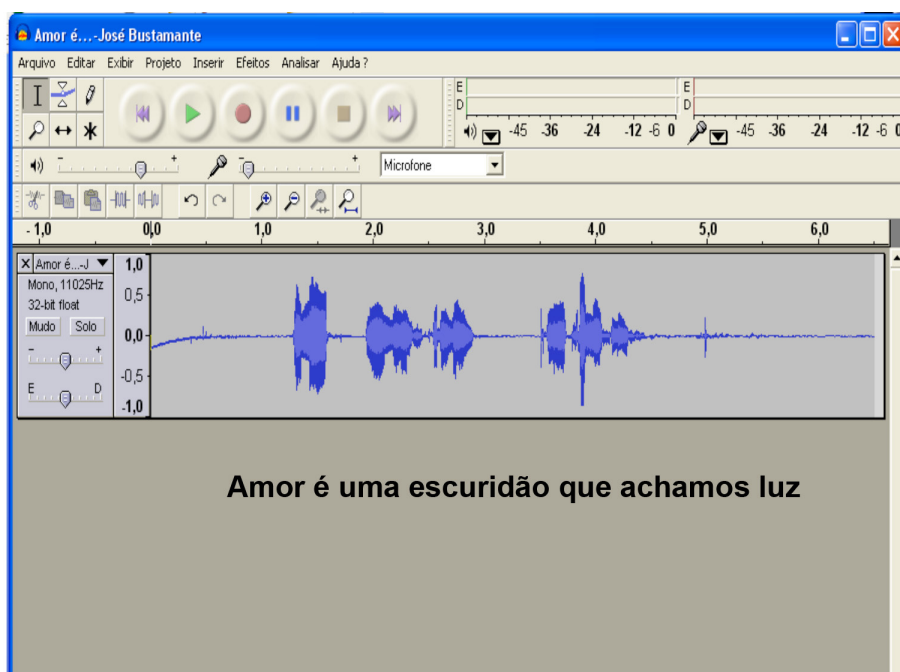 Amor é...-José Bustamante
Arquivo Editar Exibir Projeto Inserir Efeitos Analisar Ajuda ?
E
D
-45 -36 -24 -12 -6 0
E
D
-45 -36 -24 -12 -6 0
- +
- +
Microfone
- 1,0 0,0 1,0 2,0 3,0 4,0 5,0 6,0
X Amor é...-J
Mono, 11025Hz
32-bit float
Mudo Solo
- +
E D
1,0
0,5
0,0
-0,5
-1,0
Amor é uma escuridão que achamos luz